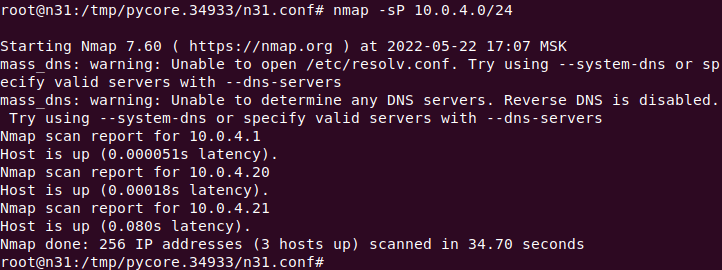 root@n31:/tmp/pycore.34933/n31.conf# nmap -sP 10.0.4.0/24
Starting Nmap 7.60 ( https://nmap.org ) at 2022-05-22 17:07 MSK
mass_dns: warning: Unable to open /etc/resolv.conf. Try using --system-dns or sp
ecify valid servers with --dns-servers
mass_dns: warning: Unable to determine any DNS servers. Reverse DNS is disabled.
 Try using --system-dns or specify valid servers with --dns-servers
Nmap scan report for 10.0.4.1
Host is up (0.000051s latency).
Nmap scan report for 10.0.4.20
Host is up (0.00018s latency).
Nmap scan report for 10.0.4.21
Host is up (0.080s latency).
Nmap done: 256 IP addresses (3 hosts up) scanned in 34.70 seconds
root@n31:/tmp/pycore.34933/n31.conf#